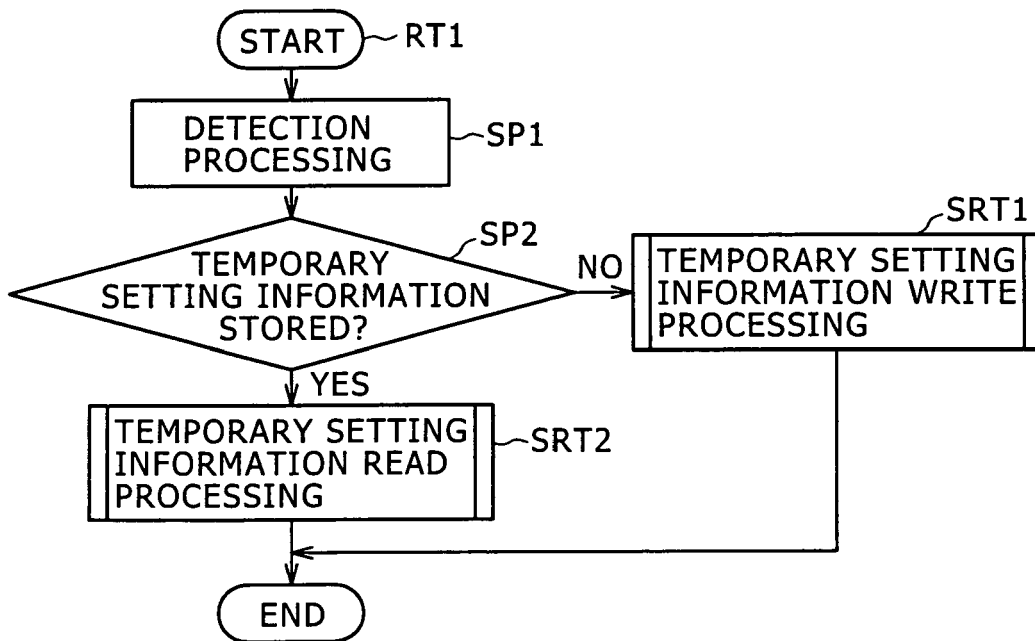 START
RT1
DETECTION
PROCESSING
SP1
SP2
TEMPORARY
SETTING INFORMATION
STORED?
NO
SRT1
TEMPORARY SETTING
INFORMATION WRITE
PROCESSING
YES
TEMPORARY SETTING
INFORMATION READ
PROCESSING
SRT2
END